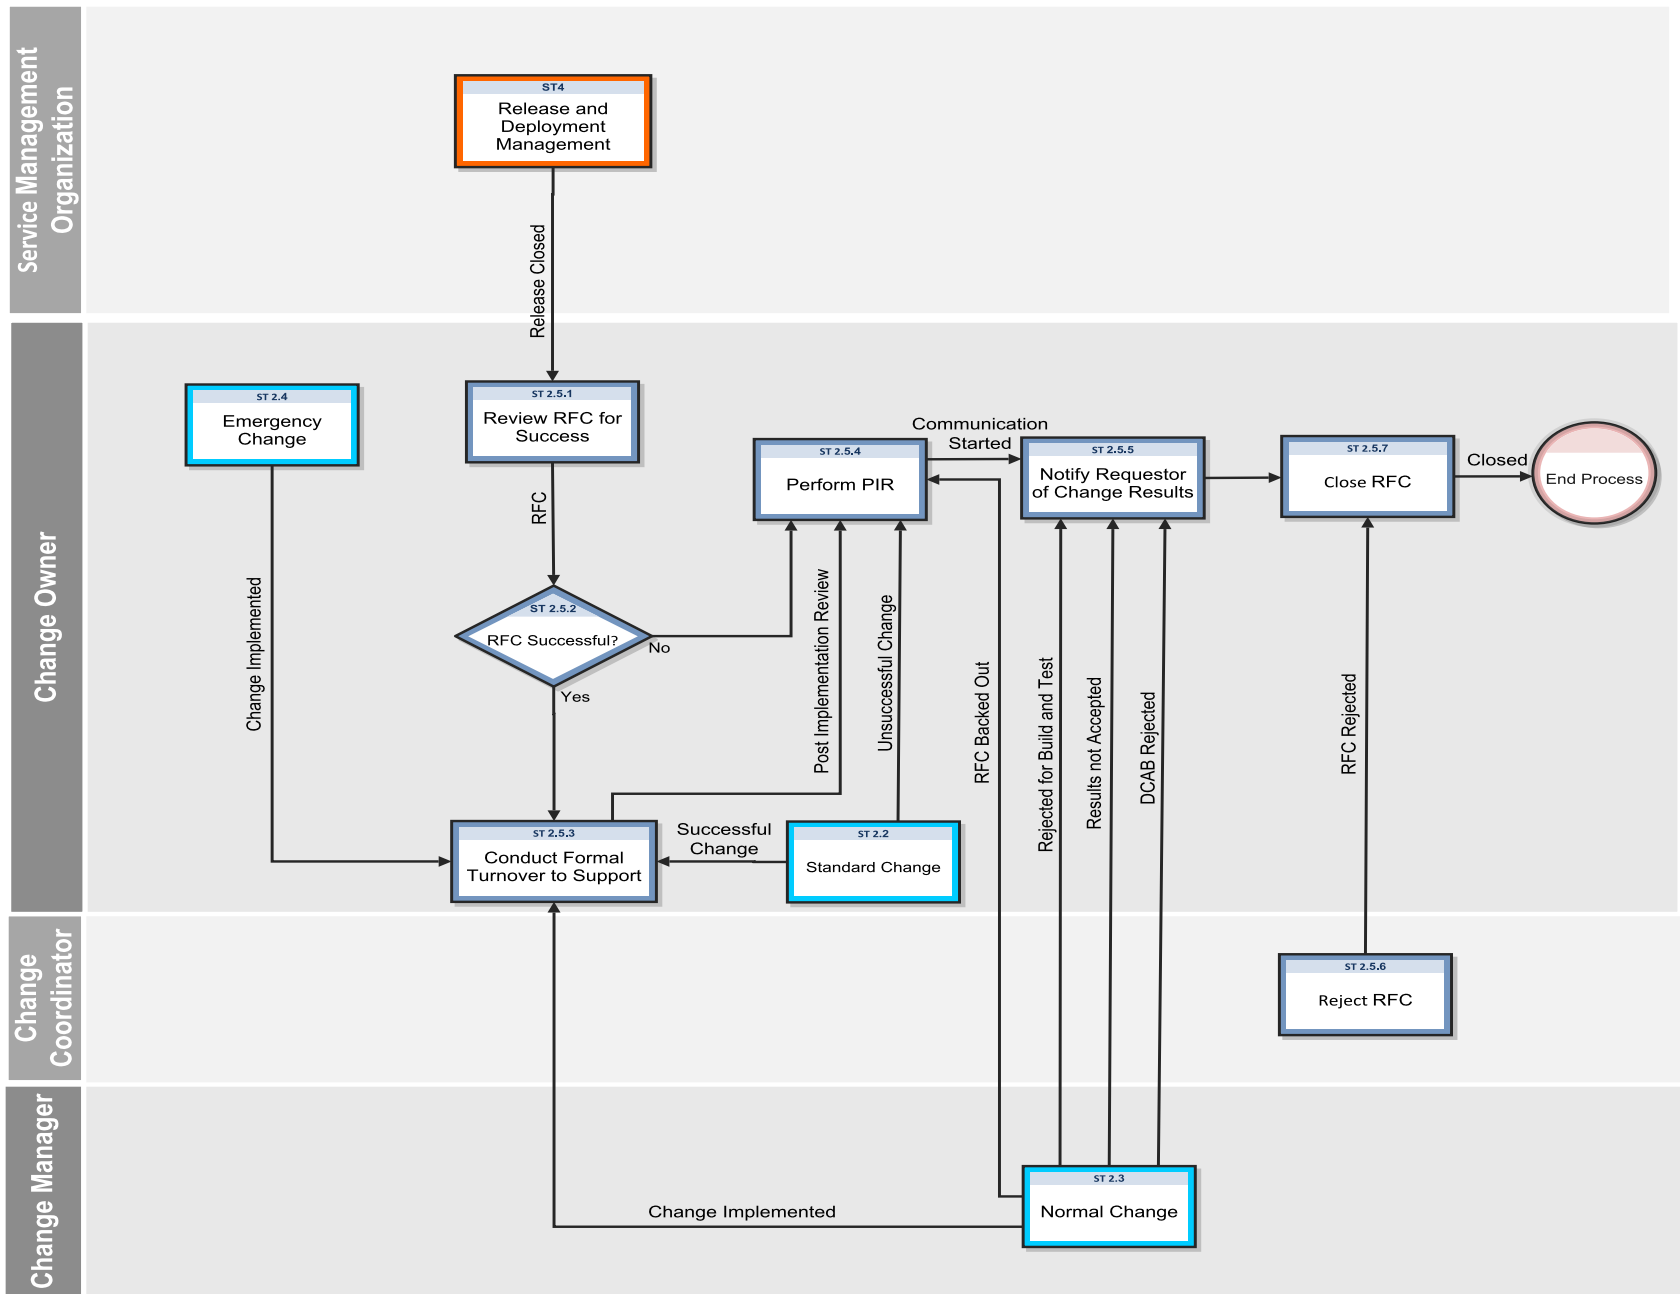 Service Management
Organization
ST4
Release and
Deployment
Management
Release Closed
Change Owner
ST 2.4
Emergency
Change
ST 2.5.1
Review RFC for
Success
RFC
ST 2.5.4
Perform PIR
Communication
Started
ST 2.5.5
Notify Requestor
of Change Results
ST 2.5.7
Close RFC
Closed
End Process
Change Implemented
ST 2.5.2
RFC Successful?
No
Yes
Post Implementation Review
Unsuccessful Change
RFC Backed Out
Rejected for Build and Test
Results not Accepted
DCAB Rejected
RFC Rejected
ST 2.5.3
Conduct Formal
Turnover to Support
Successful
Change
ST 2.2
Standard Change
Change
Coordinator
ST 2.5.6
Reject RFC
Change Manager
ST 2.3
Normal Change
Change Implemented